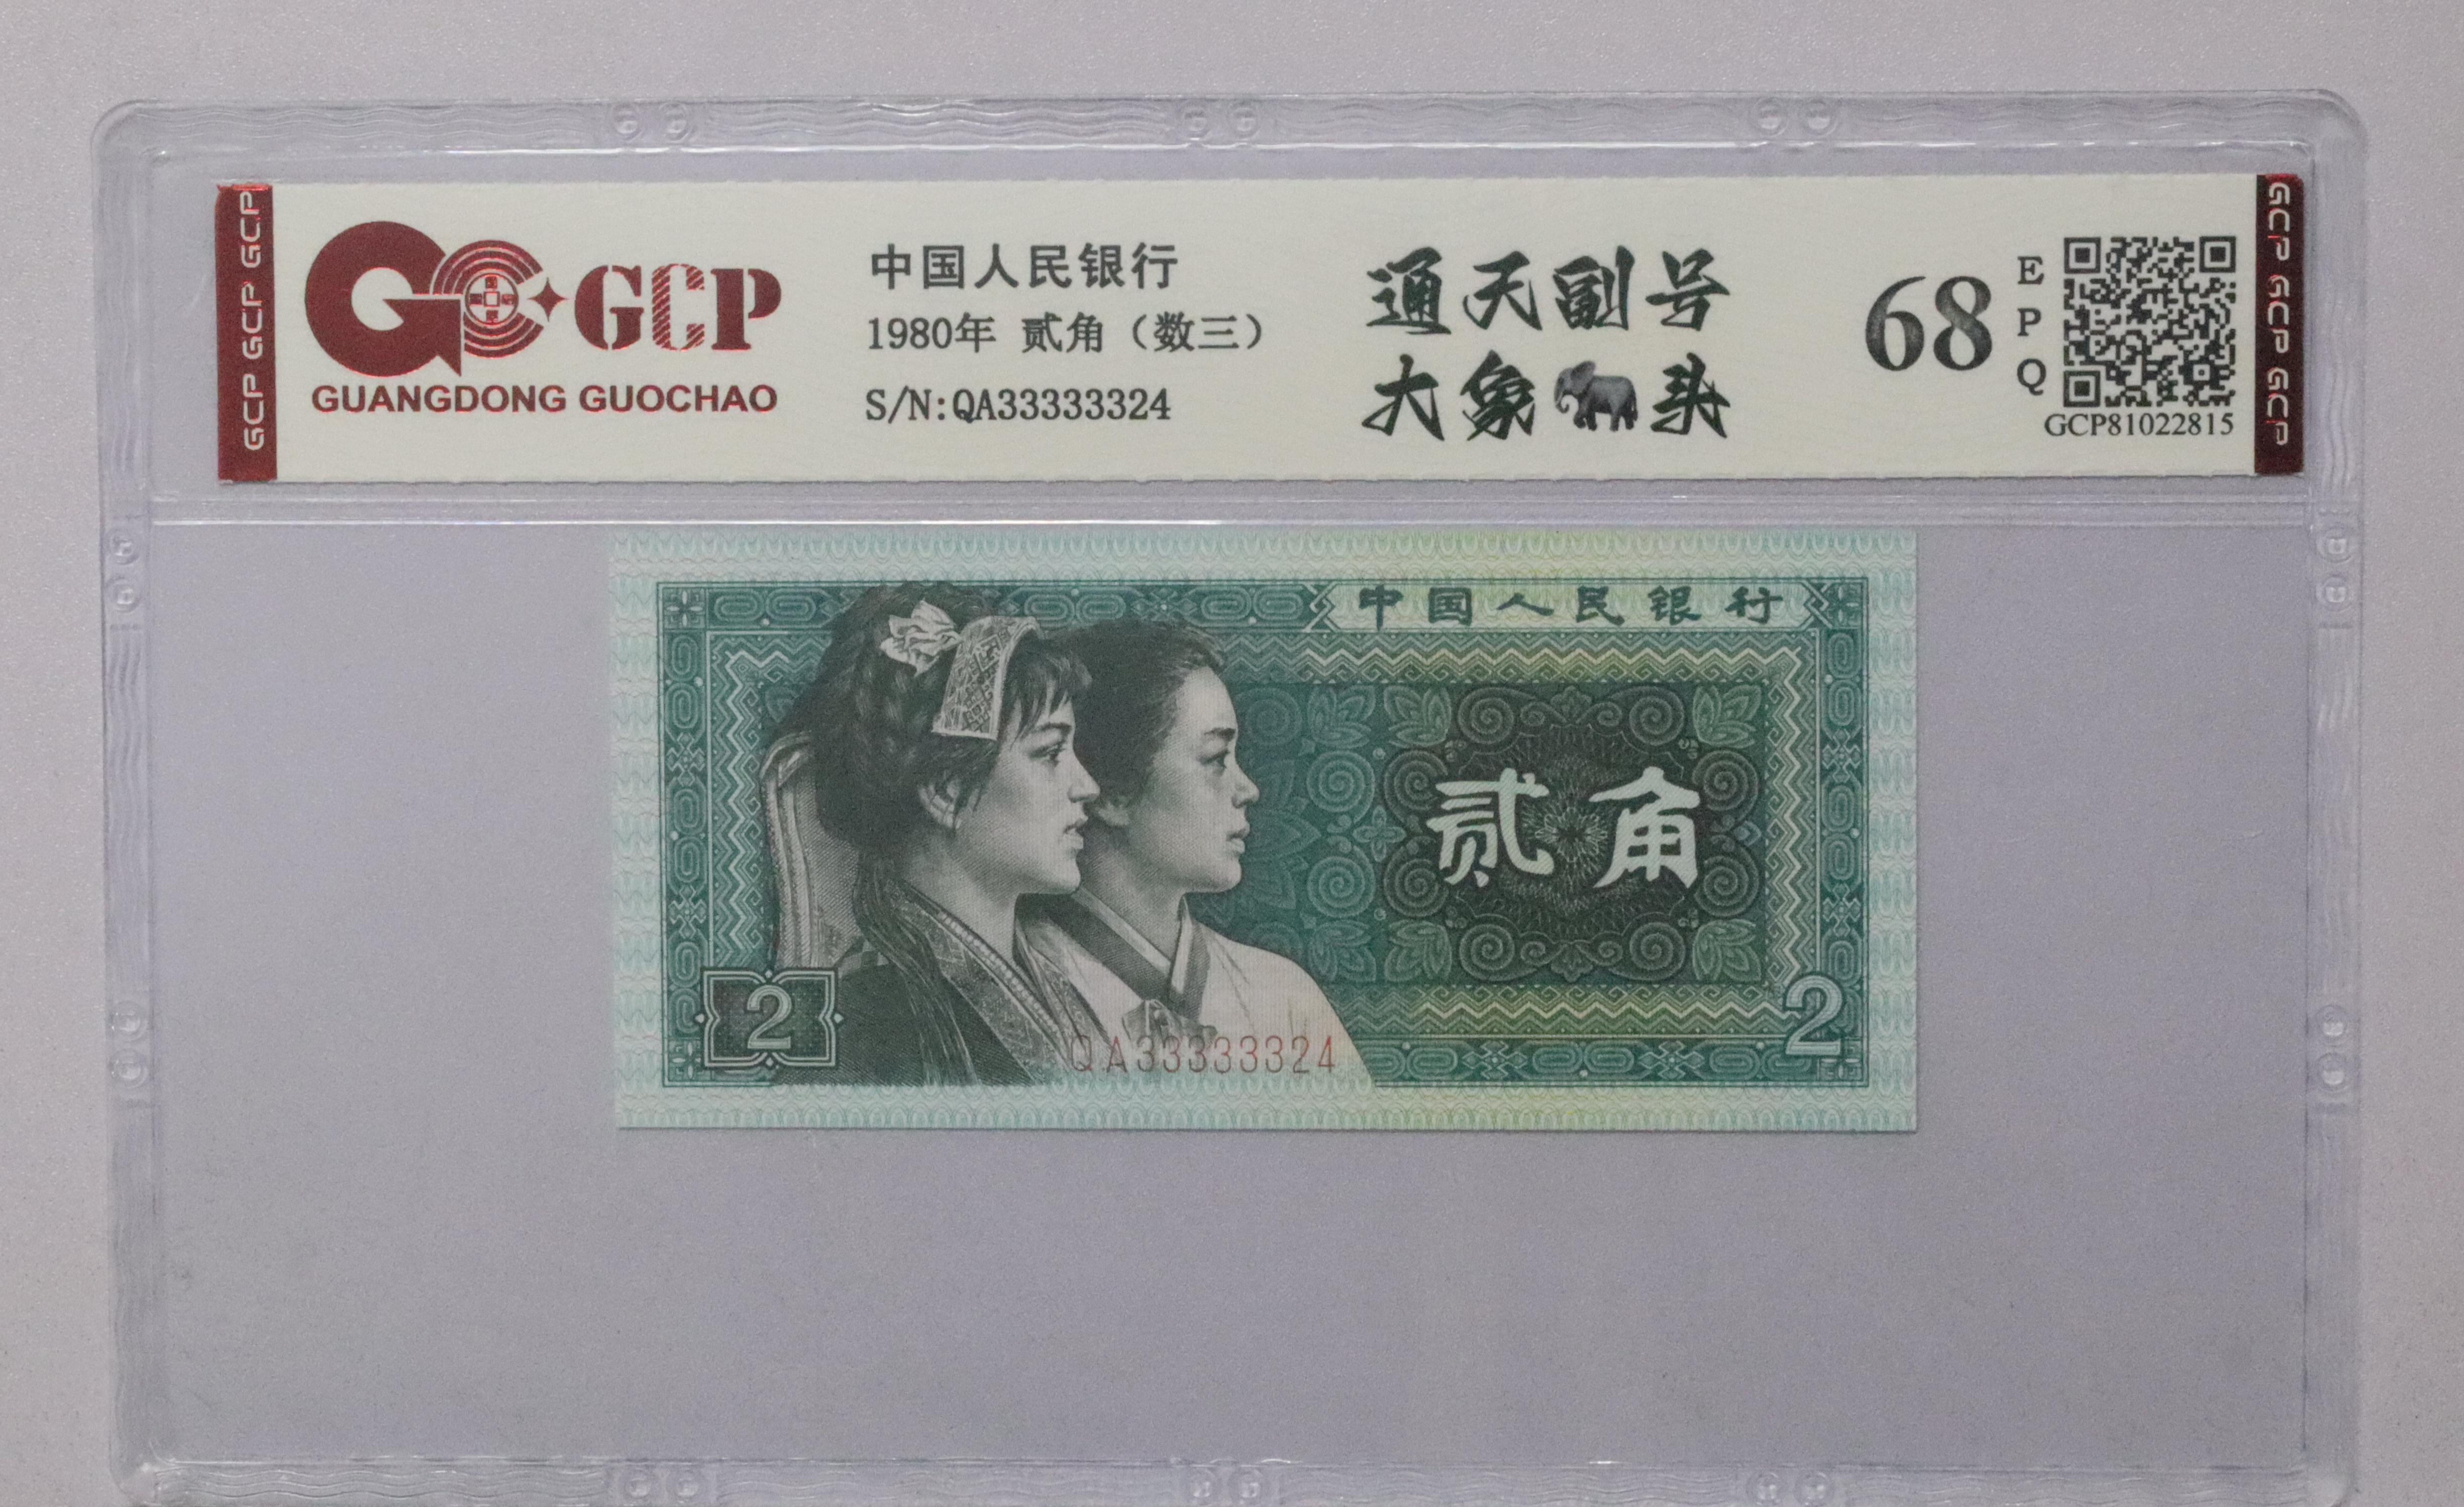 GCP GCP GCP
GCP
GUANGDONG GUOCHAO
中国人民银行
1980年 贰角（数三）
S/N:QA33333324
通天副号
大象🐘头
68
EPQ
GCP81022815
GCP GCP GCP
中国人民银行
贰角
2
QA33333324
2